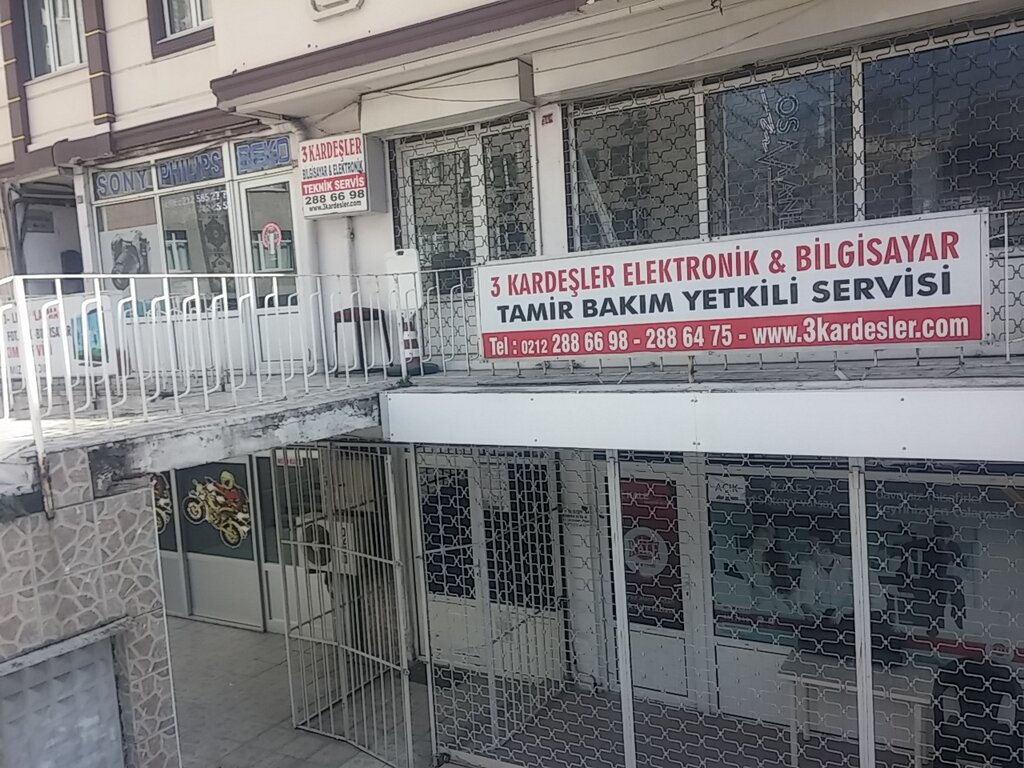 SONY PHILIPS BEKO
3 KARDEŞLER
BİLGİSAYAR & ELEKTRONİK
TEKNİK SERVİS
288 66 98
www.3kardesler.com
3 KARDEŞLER ELEKTRONİK & BİLGİSAYAR
TAMİR BAKIM YETKİLİ SERVİSİ
Tel : 0212 288 66 98 - 288 64 75 - www.3kardesler.com
AÇIK